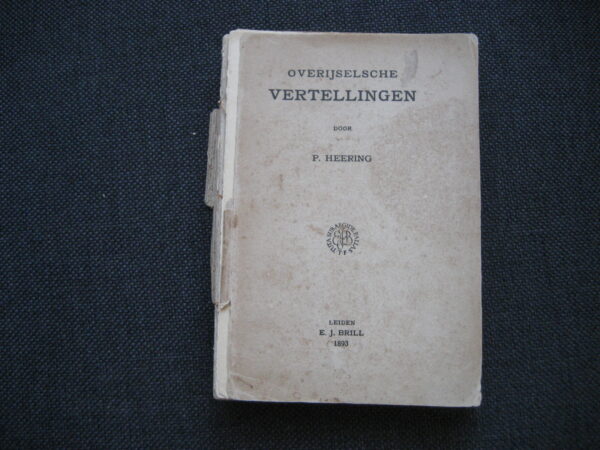 OVERIJSELSCHE
VERTELLINGEN
DOOR
P. HEERING
LEIDEN
E. J. BRILL
1893